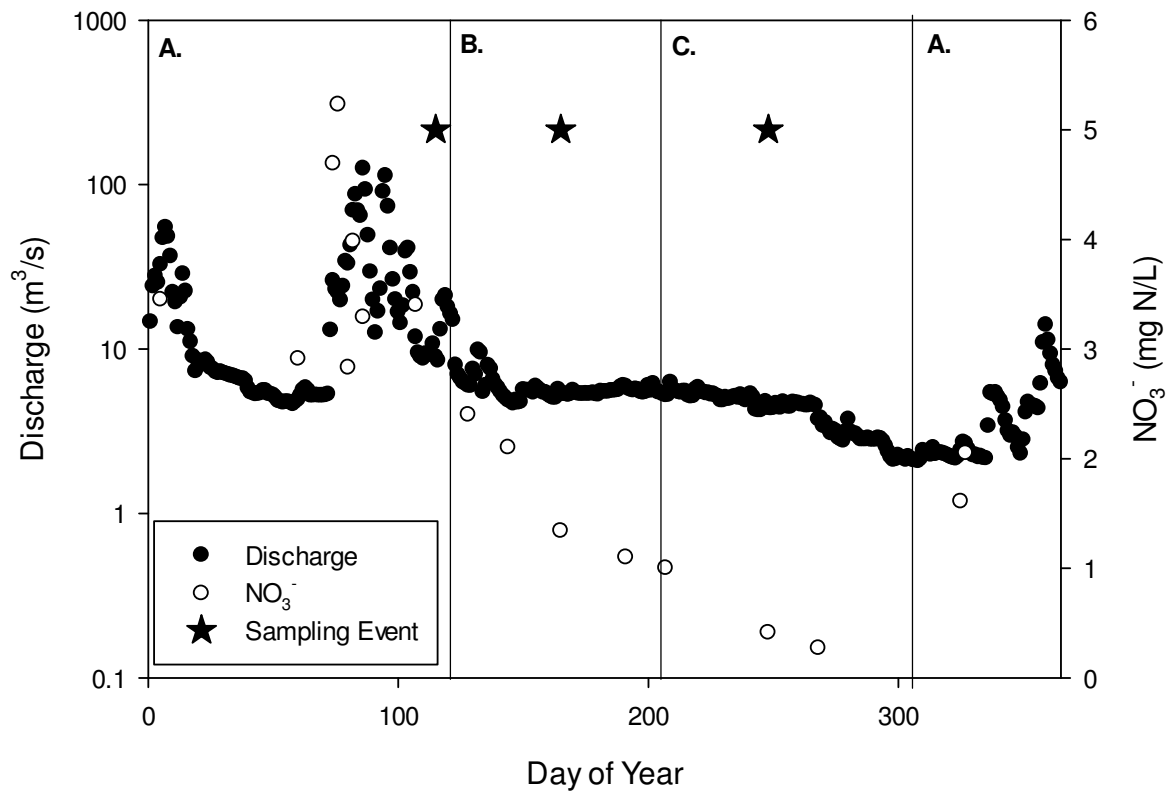 1000
100
10
1
0.1
Discharge (m³/s)
A.
B.
C.
A.
6
5
4
3
2
1
0
NO₃⁻ (mg N/L)
Discharge
NO₃⁻
Sampling Event
0
100
200
300
Day of Year